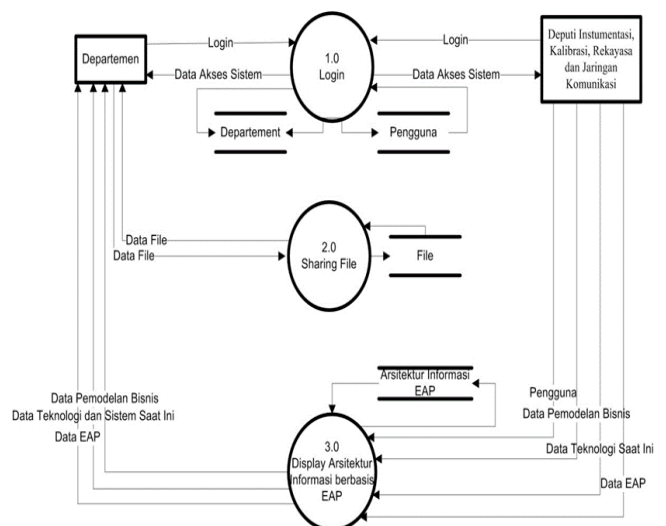 Departemen
Login
Data Akses Sistem
1.0
Login
Login
Data Akses Sistem
Deputi Instumentasi,
Kalibrasi, Rekayasa
dan Jaringan
Komunikasi
Departement
Pengguna
Data File
Data File
2.0
Sharing File
File
Arsitektur Informasi
EAP
Data Pemodelan Bisnis
Data Teknologi dan Sistem Saat Ini
Data EAP
3.0
Display Arsitektur
Informasi berbasis
EAP
Pengguna
Data Pemodelan Bisnis
Data Teknologi Saat Ini
Data EAP